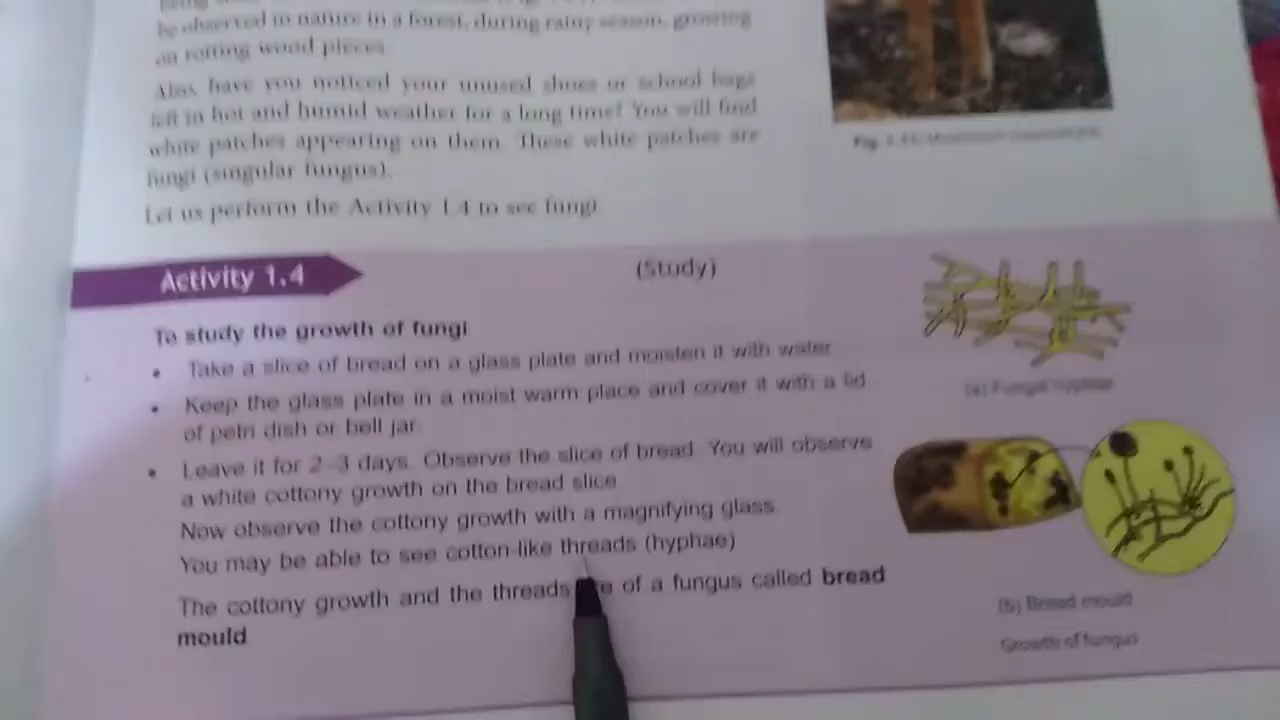 be observed in nature in a forest, during rainy season, growing
on rotting wood pieces.
Also, have you noticed your unused shoes or school bags
left in hot and humid weather for a long time? You will find
white patches appearing on them. These white patches are
fungi (singular fungus).
Let us perform the Activity 1.4 to see fungi
Activity 1.4
(Study)
To study the growth of fungi
• Take a slice of bread on a glass plate and moisten it with water
• Keep the glass plate in a moist warm place and cover it with a lid
of petri dish or bell jar.
• Leave it for 2–3 days. Observe the slice of bread. You will observe
a white cottony growth on the bread slice
Now observe the cottony growth with a magnifying glass.
You may be able to see cotton-like threads (hyphae)
The cottony growth and the threads of a fungus called bread
mould
(a) Fungal hyphae
(b) Bread mould
Growth of fungus